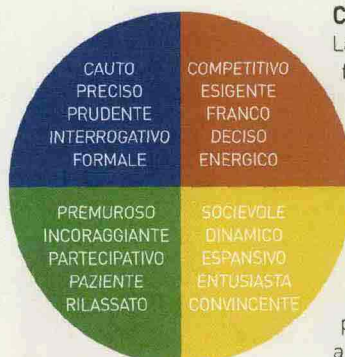 CAUTO
PRECISO
PRUDENTE
INTERROGATIVO
FORMALE
COMPETITIVO
ESIGENTE
FRANCO
DECISO
ENERGICO
PREMUROSO
INCORAGGIANTE
PARTECIPATIVO
PAZIENTE
RILASSATO
SOCIEVOLE
DINAMICO
ESPANSIVO
ENTUSIASTA
CONVINCENTE